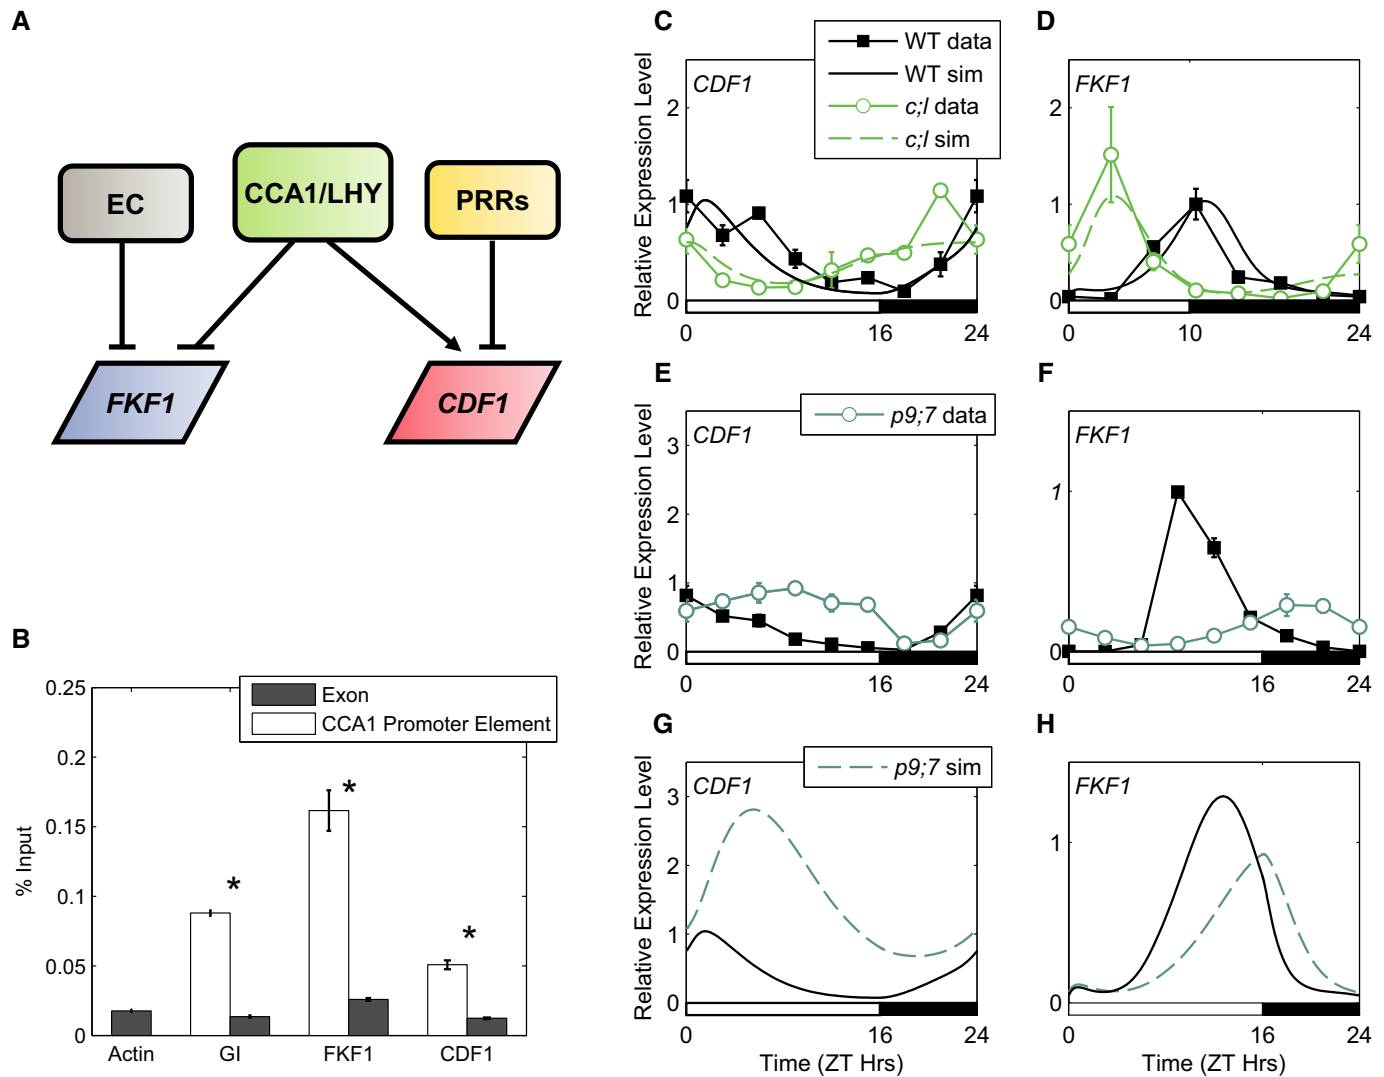 A
EC
CCA1/LHY
PRRs
FKF1
CDF1
B
% Input
0.25
0.2
0.15
0.1
0.05
0
Exon
CCA1 Promoter Element
*
*
*
Actin
GI
FKF1
CDF1
C
Relative Expression Level
CDF1
2
1
0
0
16
24
WT data
WT sim
c;l data
c;l sim
D
FKF1
2
1
0
0
10
24
E
Relative Expression Level
CDF1
3
2
1
0
0
16
24
p9;7 data
F
FKF1
1
0
0
16
24
G
Relative Expression Level
CDF1
3
2
1
0
0
16
24
Time (ZT Hrs)
p9;7 sim
H
FKF1
1
0
0
16
24
Time (ZT Hrs)